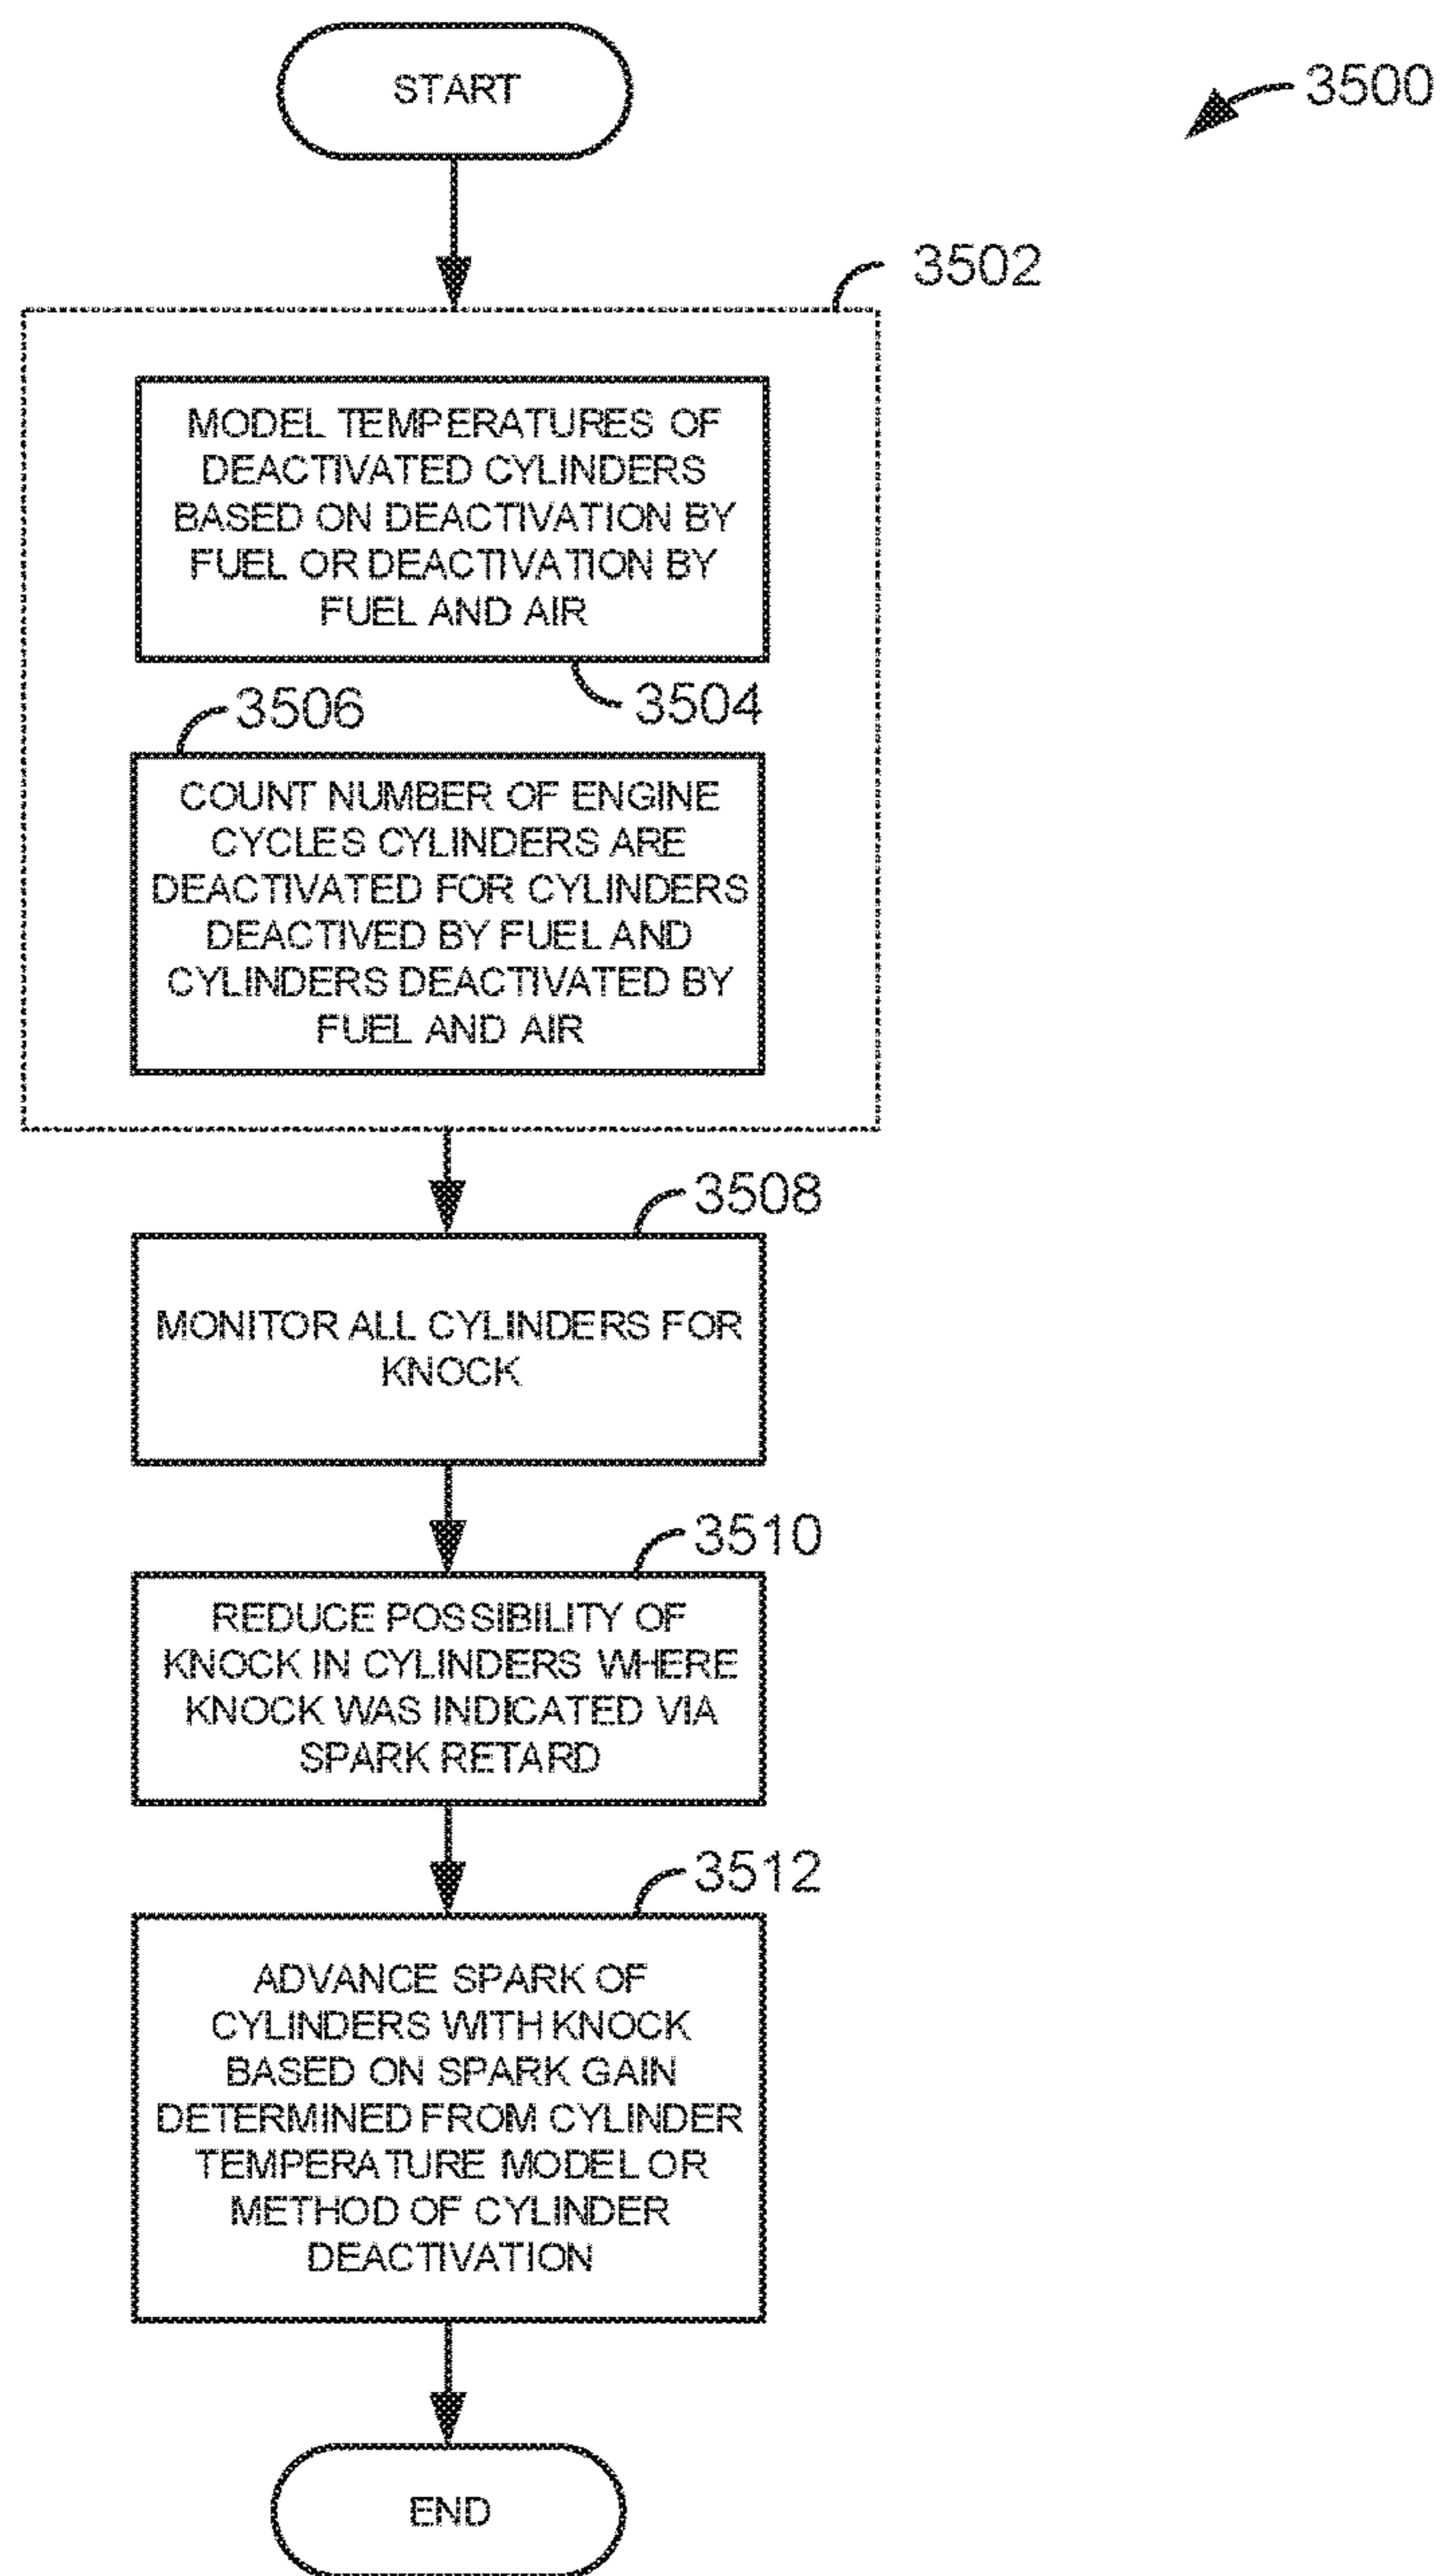 START
3500
3502
MODEL TEMPERATURES OF
DEACTIVATED CYLINDERS
BASED ON DEACTIVATION BY
FUEL OR DEACTIVATION BY
FUEL AND AIR
3504
3506
COUNT NUMBER OF ENGINE
CYCLES CYLINDERS ARE
DEACTIVATED FOR CYLINDERS
DEACTIVED BY FUEL AND
CYLINDERS DEACTIVATED BY
FUEL AND AIR
3508
MONITOR ALL CYLINDERS FOR
KNOCK
3510
REDUCE POSSIBILITY OF
KNOCK IN CYLINDERS WHERE
KNOCK WAS INDICATED VIA
SPARK RETARD
3512
ADVANCE SPARK OF
CYLINDERS WITH KNOCK
BASED ON SPARK GAIN
DETERMINED FROM CYLINDER
TEMPERATURE MODEL OR
METHOD OF CYLINDER
DEACTIVATION
END